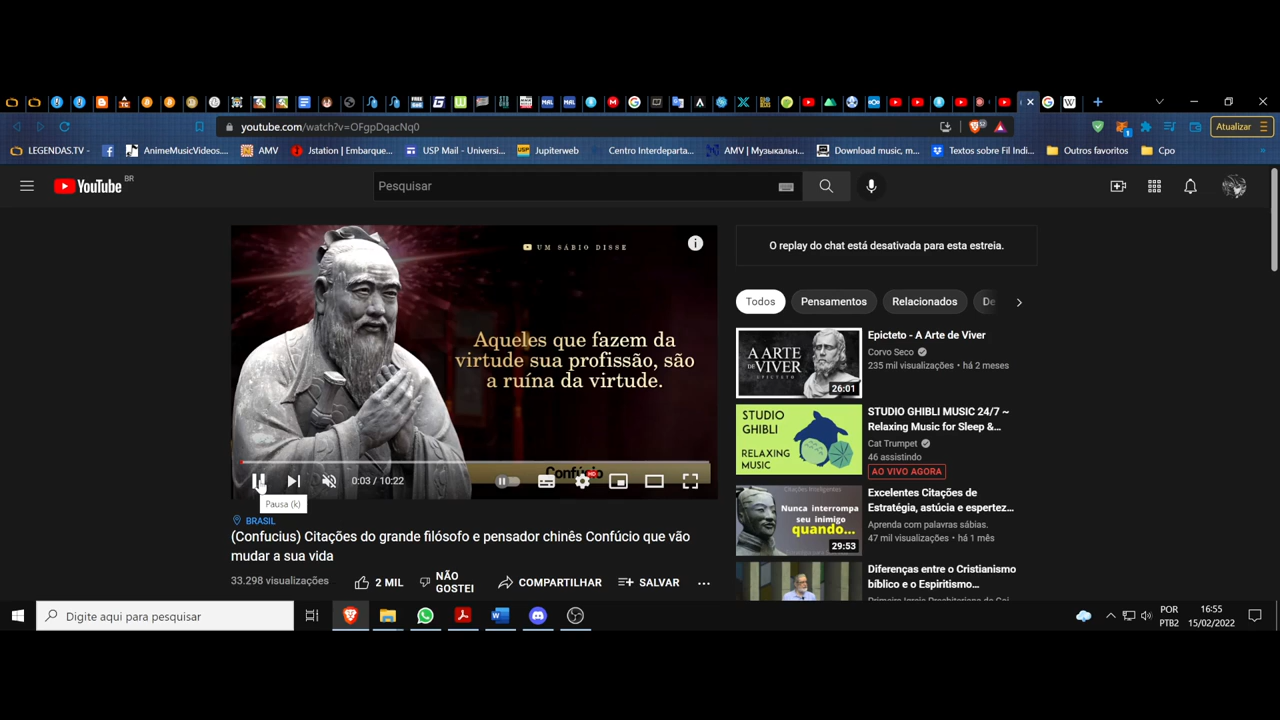 youtube.com/watch?v=OFgpDqacNq0
Atualizar
LEGENDAS.TV
AnimeMusicVideos...
AMV
Jstation | Embarque...
USP Mail - Universi...
Jupiterweb
Centro Interdeparta...
AMV | Музыкальн...
Download music, m...
Textos sobre Fil Indi...
Outros favoritos
Cpo
YouTube BR
Pesquisar
UM SÁBIO DISSE
Aqueles que fazem da
virtude sua profissão, são
a ruína da virtude.
Confúcio
0:03 / 10:22
HD
Pausa (k)
BRASIL
(Confucius) Citações do grande filósofo e pensador chinês Confúcio que vão
mudar a sua vida
33.298 visualizações
2 MIL
NÃO
GOSTEI
COMPARTILHAR
SALVAR
O replay do chat está desativada para esta estreia.
Todos
Pensamentos
Relacionados
De
A ARTE
DE VIVER
EPICTETO
26:01
Epicteto - A Arte de Viver
Corvo Seco
235 mil visualizações • há 2 meses
STUDIO
GHIBLI
RELAXING
MUSIC
STUDIO GHIBLI MUSIC 24/7 ~
Relaxing Music for Sleep &...
Cat Trumpet
46 assistindo
AO VIVO AGORA
Citações Inteligentes
Nunca interrompa
seu inimigo
quando...
29:53
Excelentes Citações de
Estratégia, astúcia e espertez...
Aprenda com palavras sábias.
47 mil visualizações • há 1 mês
Diferenças entre o Cristianismo
bíblico e o Espiritismo...
Digite aqui para pesquisar
POR
PTB2
16:55
15/02/2022